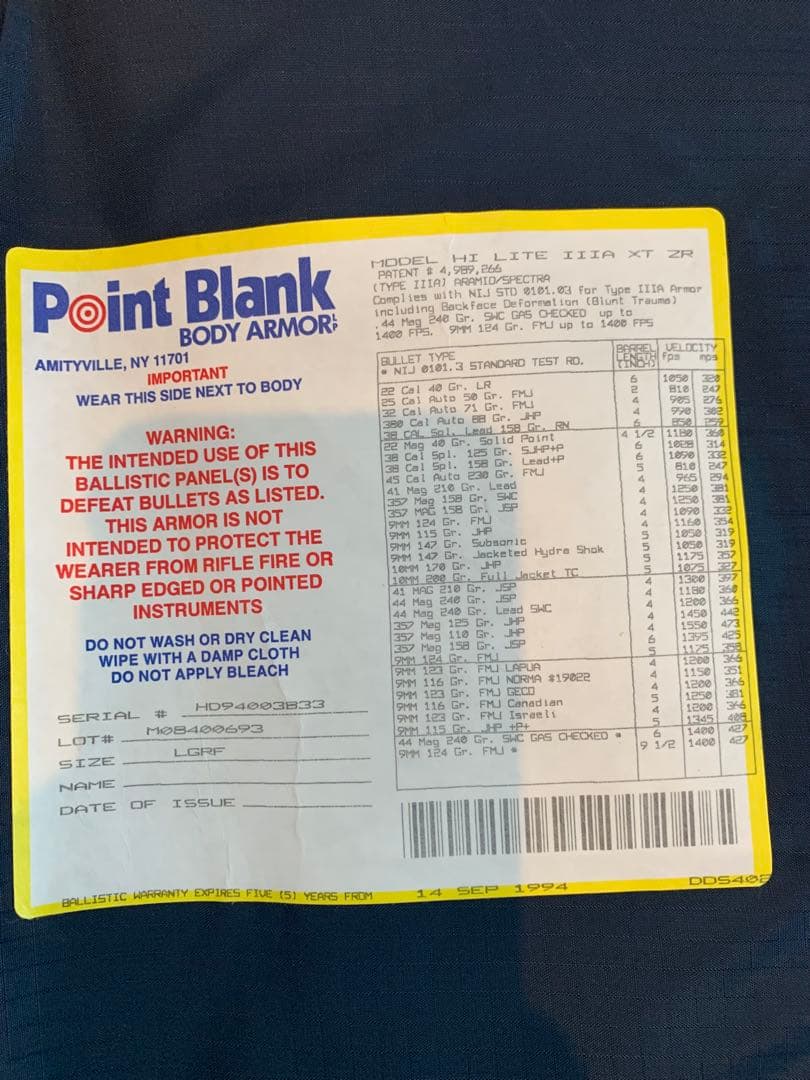 Point Blank
BODY ARMOR
AMITYVILLE, NY 11701
IMPORTANT
WEAR THIS SIDE NEXT TO BODY
WARNING:
THE INTENDED USE OF THIS
BALLISTIC PANEL(S) IS TO
DEFEAT BULLETS AS LISTED.
THIS ARMOR IS NOT
INTENDED TO PROTECT THE
WEARER FROM RIFLE FIRE OR
SHARP EDGED OR POINTED
INSTRUMENTS
DO NOT WASH OR DRY CLEAN
WIPE WITH A DAMP CLOTH
DO NOT APPLY BLEACH
SERIAL # HD94003833
LOT# M08400693
SIZE LGRF
NAME
DATE OF ISSUE
MODEL HI LITE IIIA XT ZR
PATENT # 4,989,266
(TYPE IIIA) ARAMID/SPECTRA
Complies with NIJ STD 0101.03 for Type IIIA Armor
including Backface Deformation (Blunt Trauma)
.44 Mag 240 Gr. SWC GAS CHECKED up to
1400 FPS. 9MM 124 Gr. FMJ up to 1400 FPS
BULLET TYPE BARREL VELOCITY
* NIJ 0101.3 STANDARD TEST RD. LENGTH fps mps
(INCH)
22 Cal 40 Gr. LR 6 1050 320
25 Cal Auto 50 Gr. FMJ 2 810 247
32 Cal Auto 71 Gr. FMJ 4 905 276
380 Cal Auto 88 Gr. JHP 4 990 302
38 CAL Spl. Lead 158 Gr. RN 6 850 259
22 Mag 40 Gr. Solid Point 4 1/2 1180 360
38 Cal Spl. 125 Gr. SJHP+P 6 1028 314
38 Cal Spl. 158 Gr. Lead+P 6 1090 332
45 Cal Auto 230 Gr. FMJ 5 810 247
41 Mag 210 Gr. Lead 4 965 294
357 Mag 158 Gr. SWC 4 1250 381
357 MAG 158 Gr. JSP 4 1250 381
9MM 124 Gr. FMJ 4 1090 332
9MM 115 Gr. JHP 4 1160 354
9MM 147 Gr. Subsonic 5 1050 319
9MM 147 Gr. Jacketed Hydra Shok 5 1050 319
10MM 170 Gr. JHP 5 1175 357
10MM 200 Gr. Full Jacket TC 5 1075 327
41 MAG 210 Gr. JSP 4 1300 397
44 Mag 240 Gr. JSP 4 1180 360
44 Mag 240 Gr. Lead SWC 4 1200 366
357 Mag 125 Gr. JHP 4 1450 442
357 Mag 110 Gr. JHP 4 1550 473
357 Mag 158 Gr. JSP 6 1395 425
9MM 124 Gr. FMJ 5 1175 358
9MM 123 Gr. FMJ LAPUA 4 1200 366
9MM 116 Gr. FMJ NORMA #19022 4 1150 351
9MM 123 Gr. FMJ GECO 4 1200 366
9MM 116 Gr. FMJ Canadian 5 1250 381
9MM 123 Gr. FMJ Israeli 4 1200 366
9MM 115 Gr. JHP +P+ 5 1345 409
44 Mag 240 Gr. SWC GAS CHECKED * 6 1400 427
9MM 124 Gr. FMJ * 9 1/2 1400 427
BALLISTIC WARRANTY EXPIRES FIVE (5) YEARS FROM 14 SEP 1994 DDS402